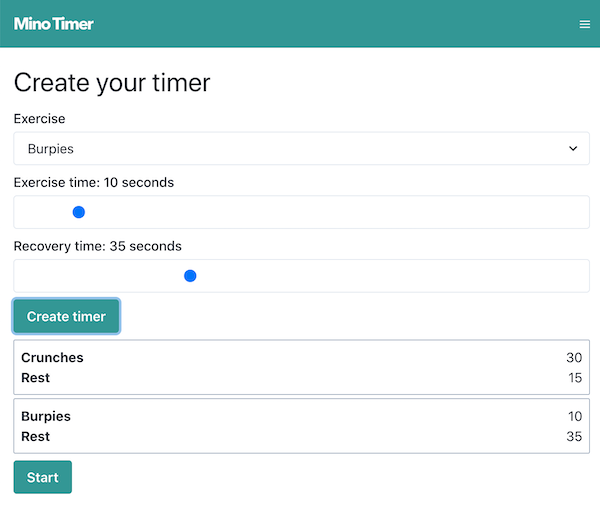 Mino Timer
Create your timer
Exercise
Burpies
Exercise time: 10 seconds
Recovery time: 35 seconds
Create timer
Crunches 30
Rest 15
Burpies 10
Rest 35
Start